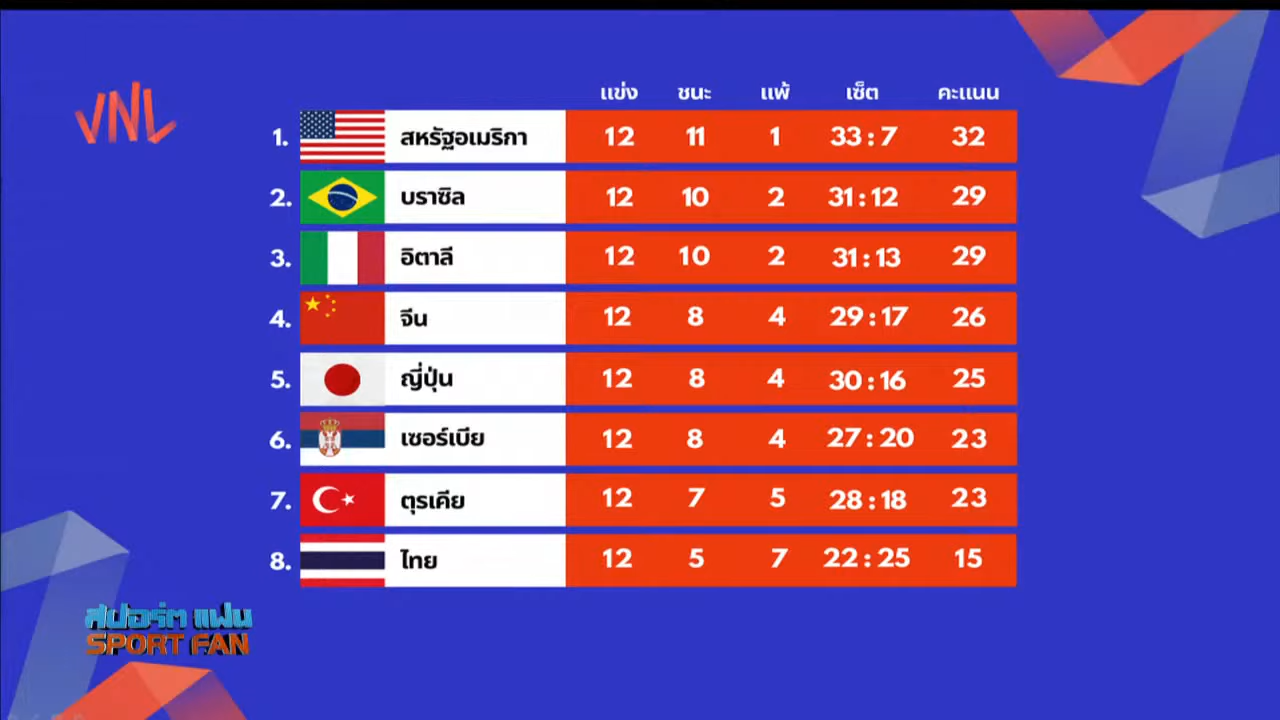 VNL
แข่ง ชนะ แพ้ เซ็ต คะแนน
1. สหรัฐอเมริกา 12 11 1 33:7 32
2. บราซิล 12 10 2 31:12 29
3. อิตาลี 12 10 2 31:13 29
4. จีน 12 8 4 29:17 26
5. ญี่ปุ่น 12 8 4 30:16 25
6. เซอร์เบีย 12 8 4 27:20 23
7. ตุรเคีย 12 7 5 28:18 23
8. ไทย 12 5 7 22:25 15
สปอร์ต แฟน
SPORT FAN